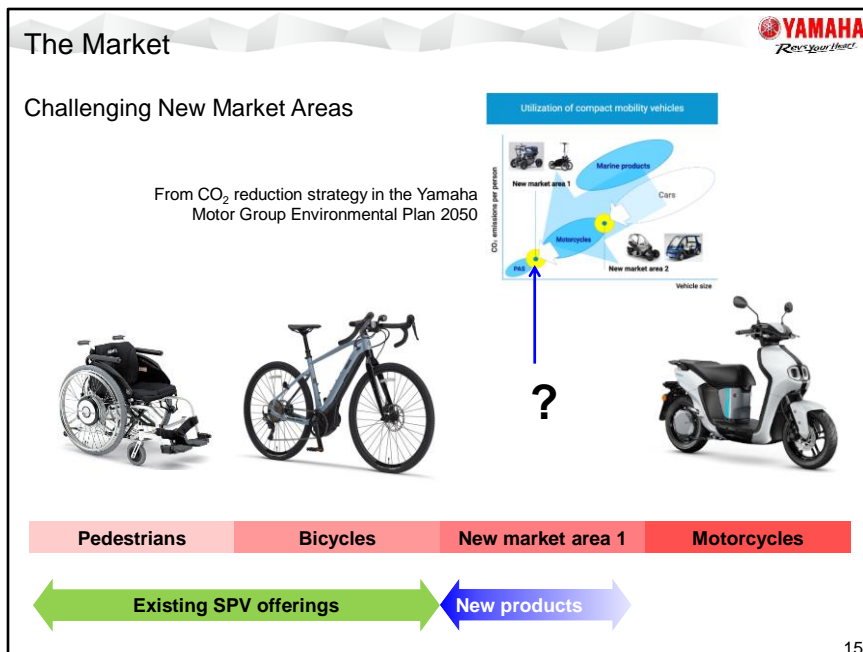 The Market
YAMAHA
Revs Your Heart
Challenging New Market Areas
From CO₂ reduction strategy in the Yamaha
Motor Group Environmental Plan 2050
Utilization of compact mobility vehicles
CO₂ emissions per person
Marine products
New market area 1
Cars
Motorcycles
New market area 2
PAS
Vehicle size
?
Pedestrians
Bicycles
New market area 1
Motorcycles
Existing SPV offerings
New products
15